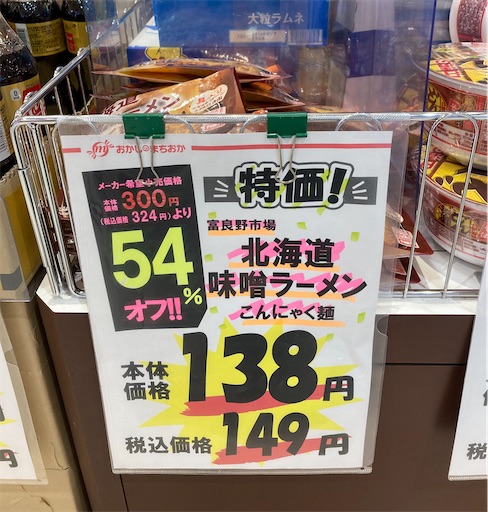 大粒ラムネ
おかしのまちおか
メーカー希望小売価格
本体価格 300円
(税込価格 324円)より
54%
オフ!!
特価!
富良野市場
北海道
味噌ラーメン
こんにゃく麺
本体価格 138円
税込価格 149円
円
円